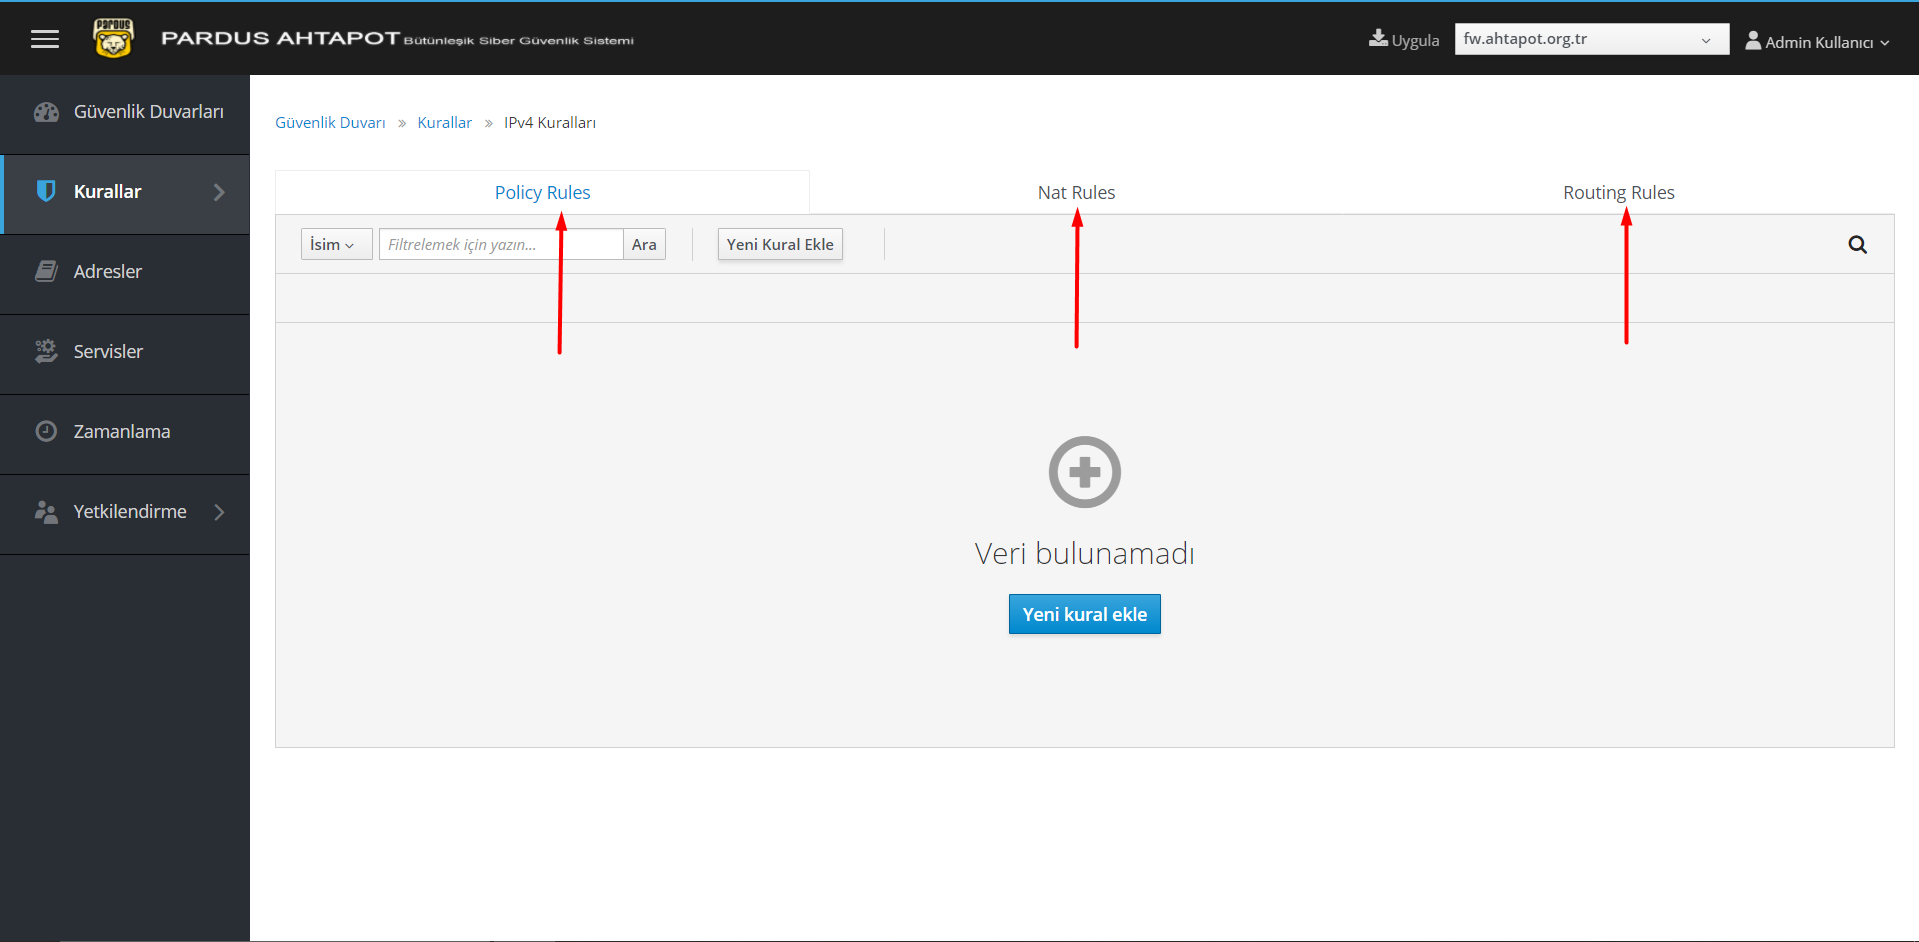 PARDUS
PARDUS AHTAPOT Bütünleşik Siber Güvenlik Sistemi
Uygula
fw.ahtapot.org.tr
Admin Kullanıcı
Güvenlik Duvarları
Kurallar
Adresler
Servisler
Zamanlama
Yetkilendirme
Güvenlik Duvarı » Kurallar » IPv4 Kuralları
Policy Rules
Nat Rules
Routing Rules
İsim
Filtrelemek için yazın...
Ara
Yeni Kural Ekle
Veri bulunamadı
Yeni kural ekle